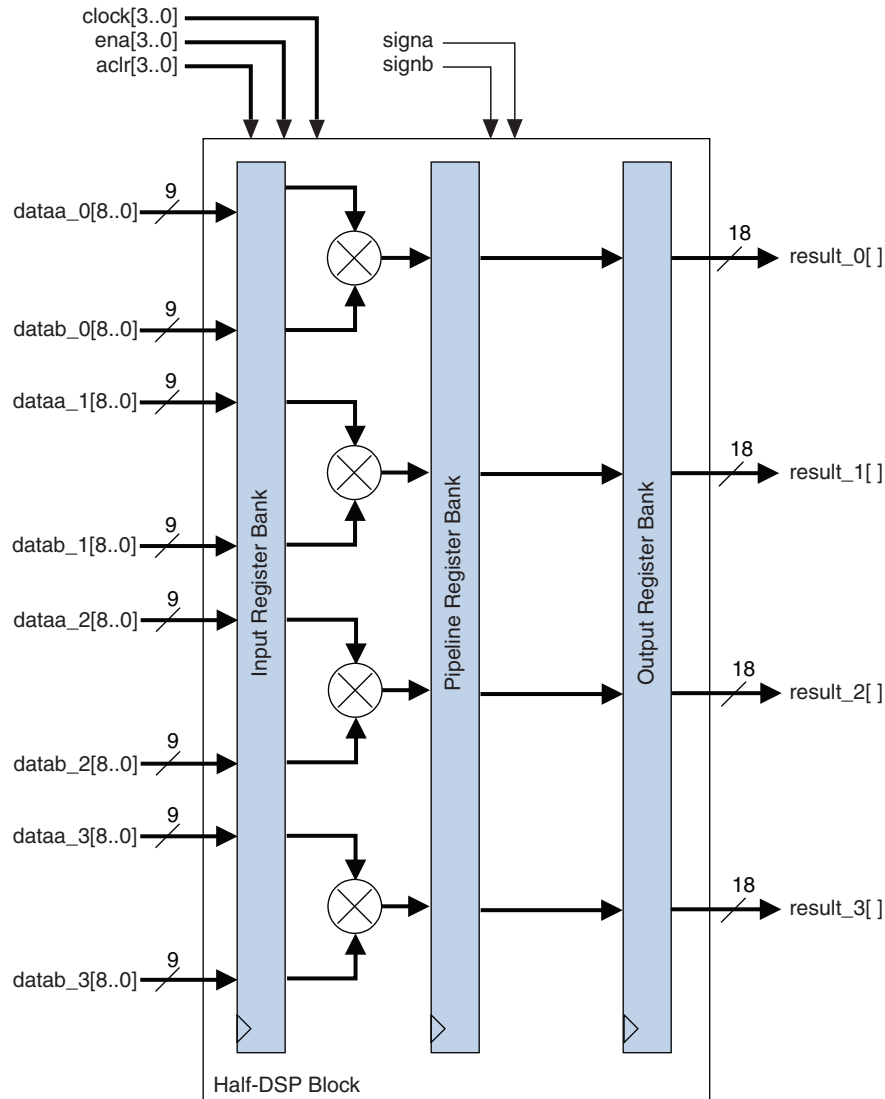 clock[3..0]
ena[3..0]
aclr[3..0]
signa
signb
9
dataa_0[8..0]
9
datab_0[8..0]
9
dataa_1[8..0]
9
datab_1[8..0]
9
dataa_2[8..0]
9
datab_2[8..0]
9
dataa_3[8..0]
9
datab_3[8..0]
Input Register Bank
Pipeline Register Bank
Output Register Bank
18
result_0[ ]
18
result_1[ ]
18
result_2[ ]
18
result_3[ ]
Half-DSP Block